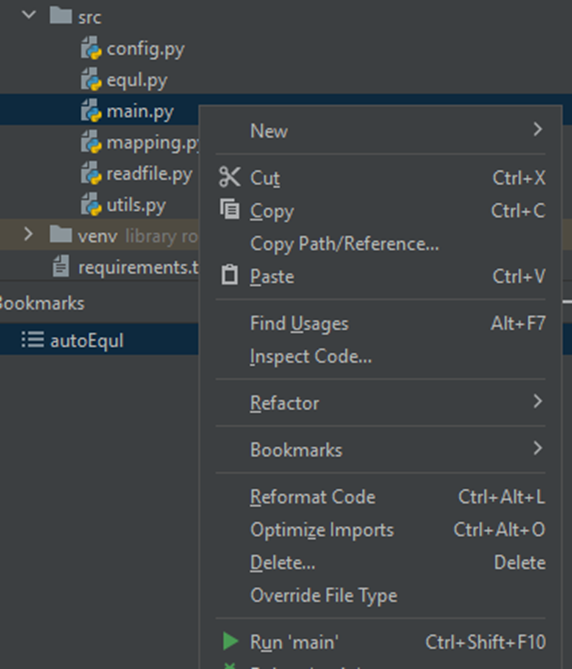 src
config.py
equl.py
main.py
mapping.py
readfile.py
utils.py
venv library ro
requirements.t
Bookmarks
autoEqul
New
Cut Ctrl+X
Copy Ctrl+C
Copy Path/Reference...
Paste Ctrl+V
Find Usages Alt+F7
Inspect Code...
Refactor
Bookmarks
Reformat Code Ctrl+Alt+L
Optimize Imports Ctrl+Alt+O
Delete... Delete
Override File Type
Run 'main' Ctrl+Shift+F10